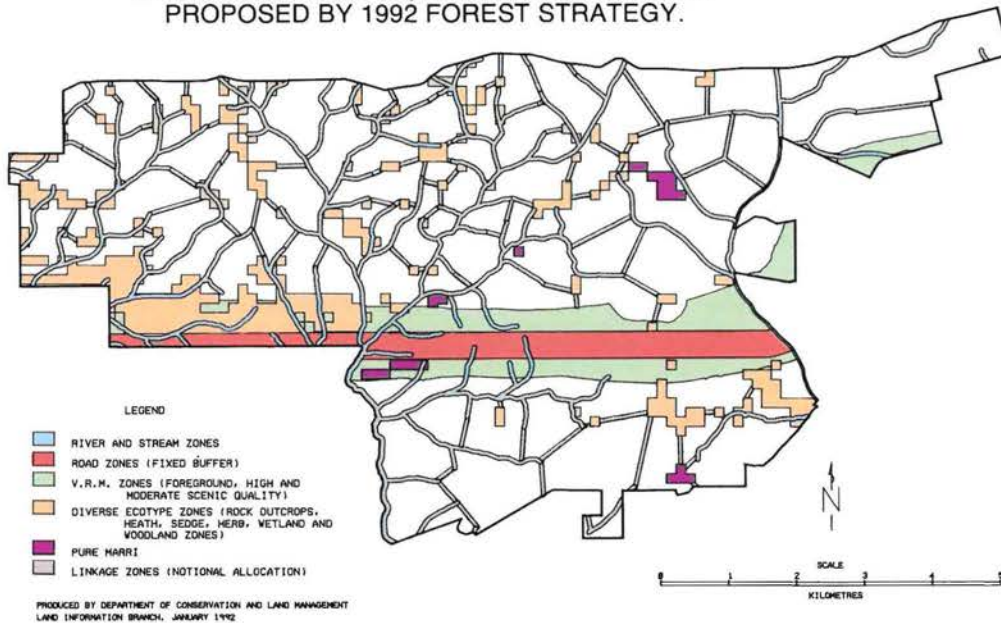 PROPOSED BY 1992 FOREST STRATEGY.
LEGEND
RIVER AND STREAM ZONES
ROAD ZONES (FIXED BUFFER)
V.R.M. ZONES (FOREGROUND, HIGH AND
MODERATE SCENIC QUALITY)
DIVERSE ECOTYPE ZONES (ROCK OUTCROPS,
HEATH, SEDGE, HERB, WETLAND AND
WOODLAND ZONES)
PURE MARRI
LINKAGE ZONES (NOTIONAL ALLOCATION)
PRODUCED BY DEPARTMENT OF CONSERVATION AND LAND MANAGEMENT
LAND INFORMATION BRANCH, JANUARY 1992
N
SCALE
0 1 2 3 4 5
KILOMETRES